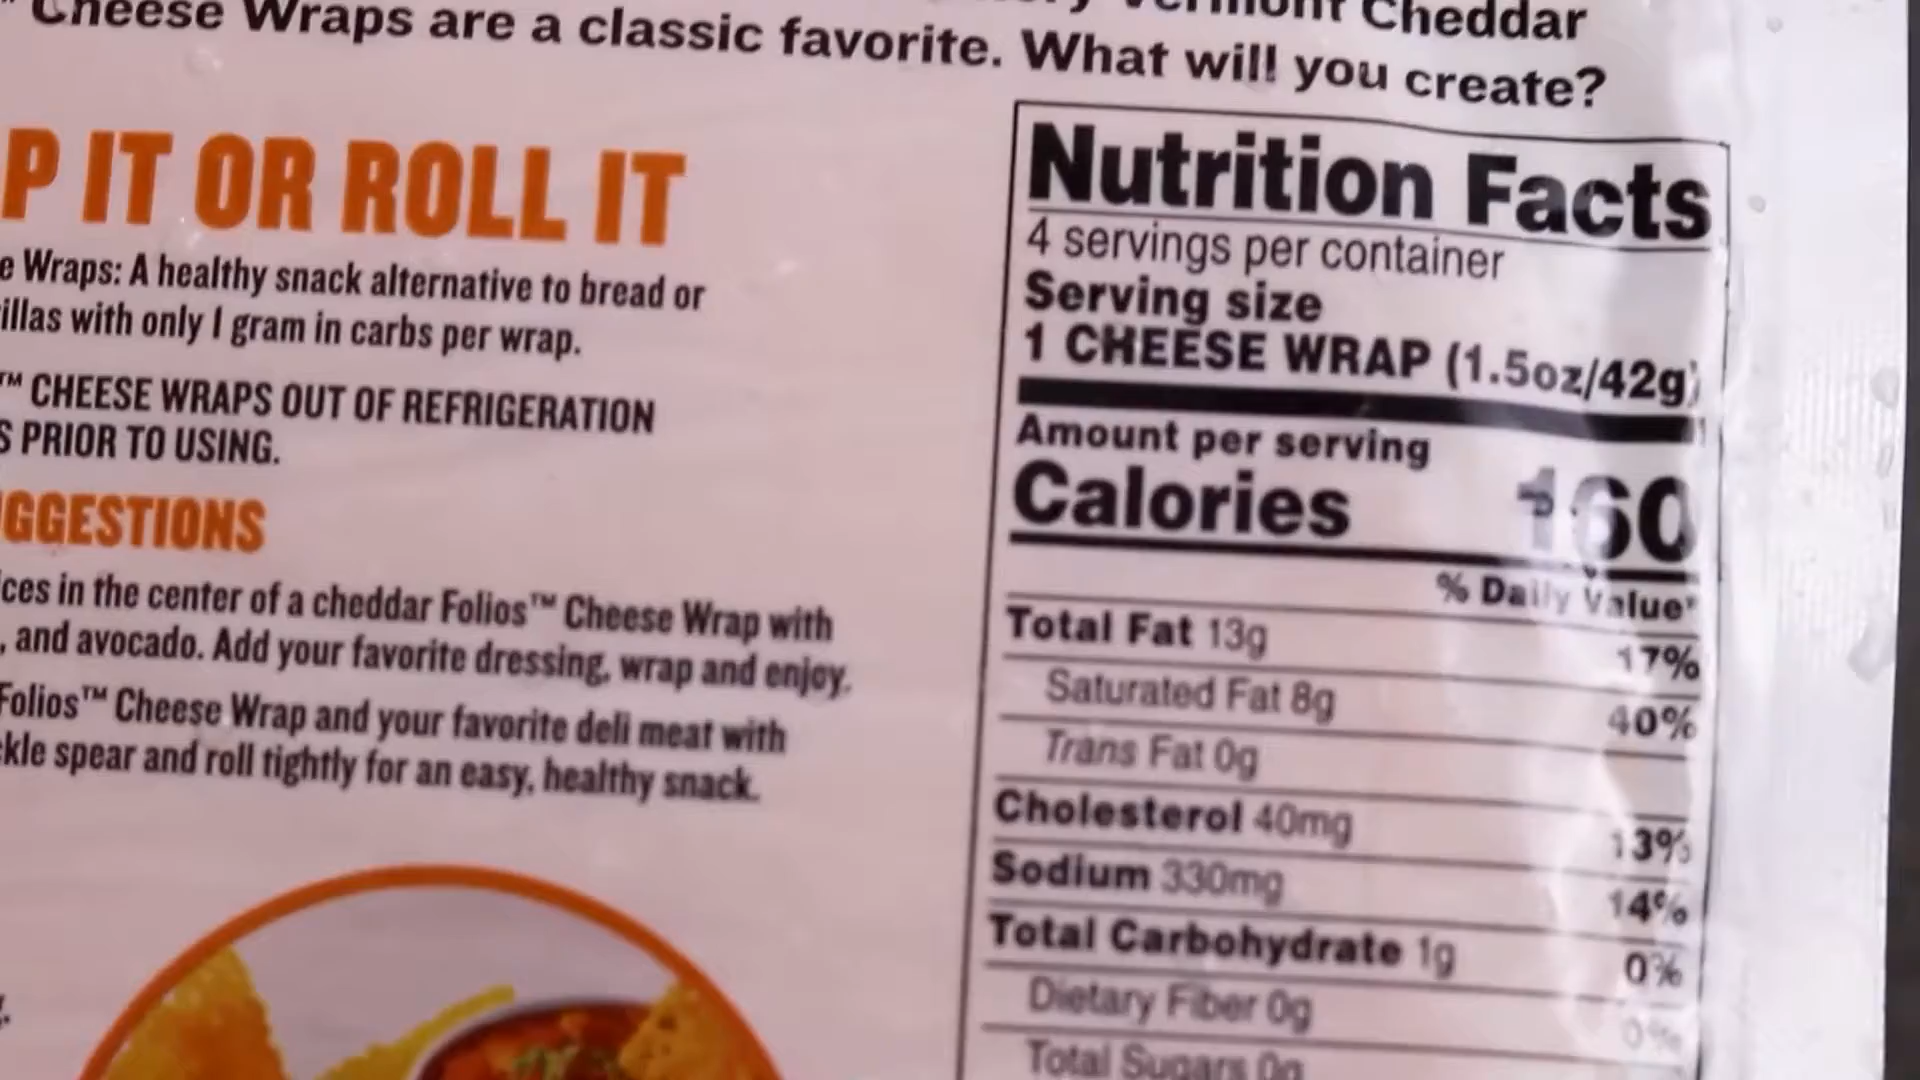 Cheese Wraps are a classic favorite. What will you create?
Vermont Cheddar
P IT OR ROLL IT
e Wraps: A healthy snack alternative to bread or
illas with only 1 gram in carbs per wrap.
™ CHEESE WRAPS OUT OF REFRIGERATION
S PRIOR TO USING.
GGESTIONS
ces in the center of a cheddar Folios™ Cheese Wrap with
, and avocado. Add your favorite dressing, wrap and enjoy.
Folios™ Cheese Wrap and your favorite deli meat with
kle spear and roll tightly for an easy, healthy snack.
Nutrition Facts
4 servings per container
Serving size
1 CHEESE WRAP (1.5oz/42g)
Amount per serving
Calories 160
% Daily Value*
Total Fat 13g 17%
Saturated Fat 8g 40%
Trans Fat 0g
Cholesterol 40mg 13%
Sodium 330mg 14%
Total Carbohydrate 1g 0%
Dietary Fiber 0g 0%
Total Sugars 0g